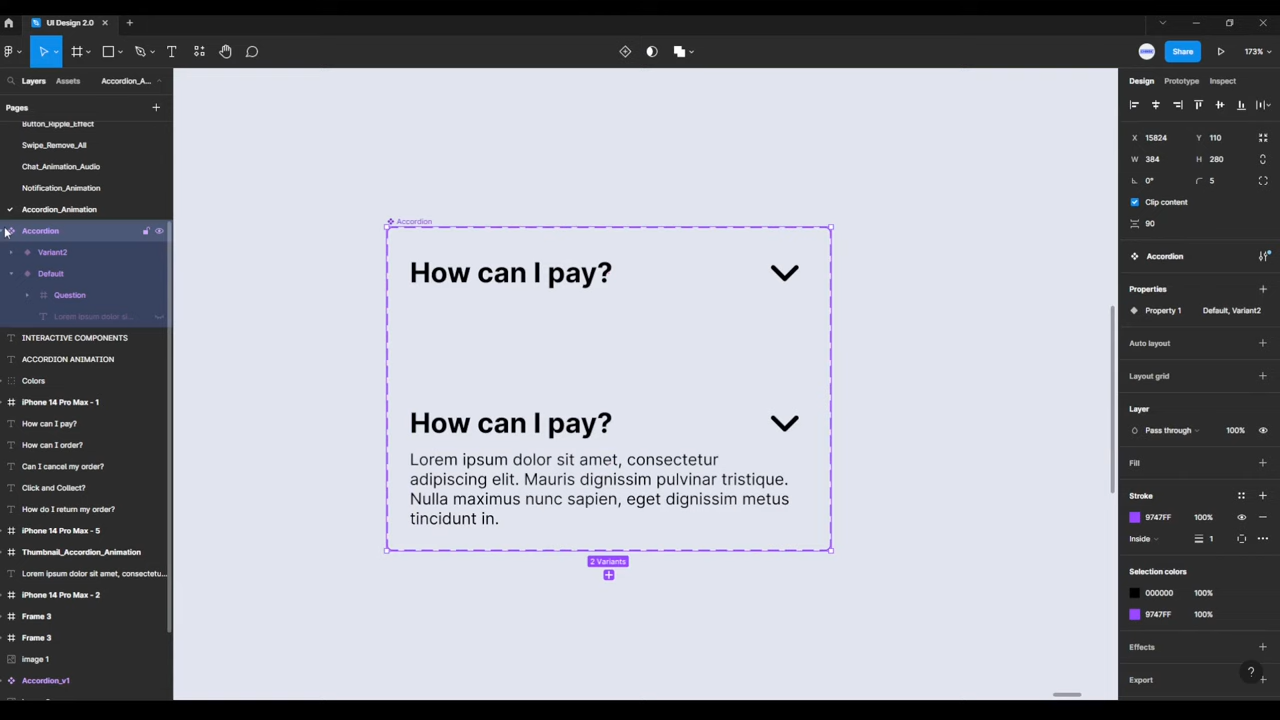 UI Design 2.0
Share
173%
Layers Assets Accordion_A...
Pages
Button_Ripple_Effect
Swipe_Remove_All
Chat_Animation_Audio
Notification_Animation
Accordion_Animation
Accordion
Variant2
Default
Question
Lorem ipsum dolor si...
INTERACTIVE COMPONENTS
ACCORDION ANIMATION
Colors
iPhone 14 Pro Max - 1
How can I pay?
How can I order?
Can I cancel my order?
Click and Collect?
How do I return my order?
iPhone 14 Pro Max - 5
Thumbnail_Accordion_Animation
Lorem ipsum dolor sit amet, consectetu...
iPhone 14 Pro Max - 2
Frame 3
Frame 3
image 1
Accordion_v1
Accordion
How can I pay?
How can I pay?
Lorem ipsum dolor sit amet, consectetur
adipiscing elit. Mauris dignissim pulvinar tristique.
Nulla maximus nunc sapien, eget dignissim metus
tincidunt in.
2 Variants
Design Prototype Inspect
X 15824 Y 110
W 384 H 280
0° 5
Clip content
90
Accordion
Properties
Property 1 Default, Variant2
Auto layout
Layout grid
Layer
Pass through 100%
Fill
Stroke
9747FF 100%
Inside 1
Selection colors
000000 100%
9747FF 100%
Effects
Export
?